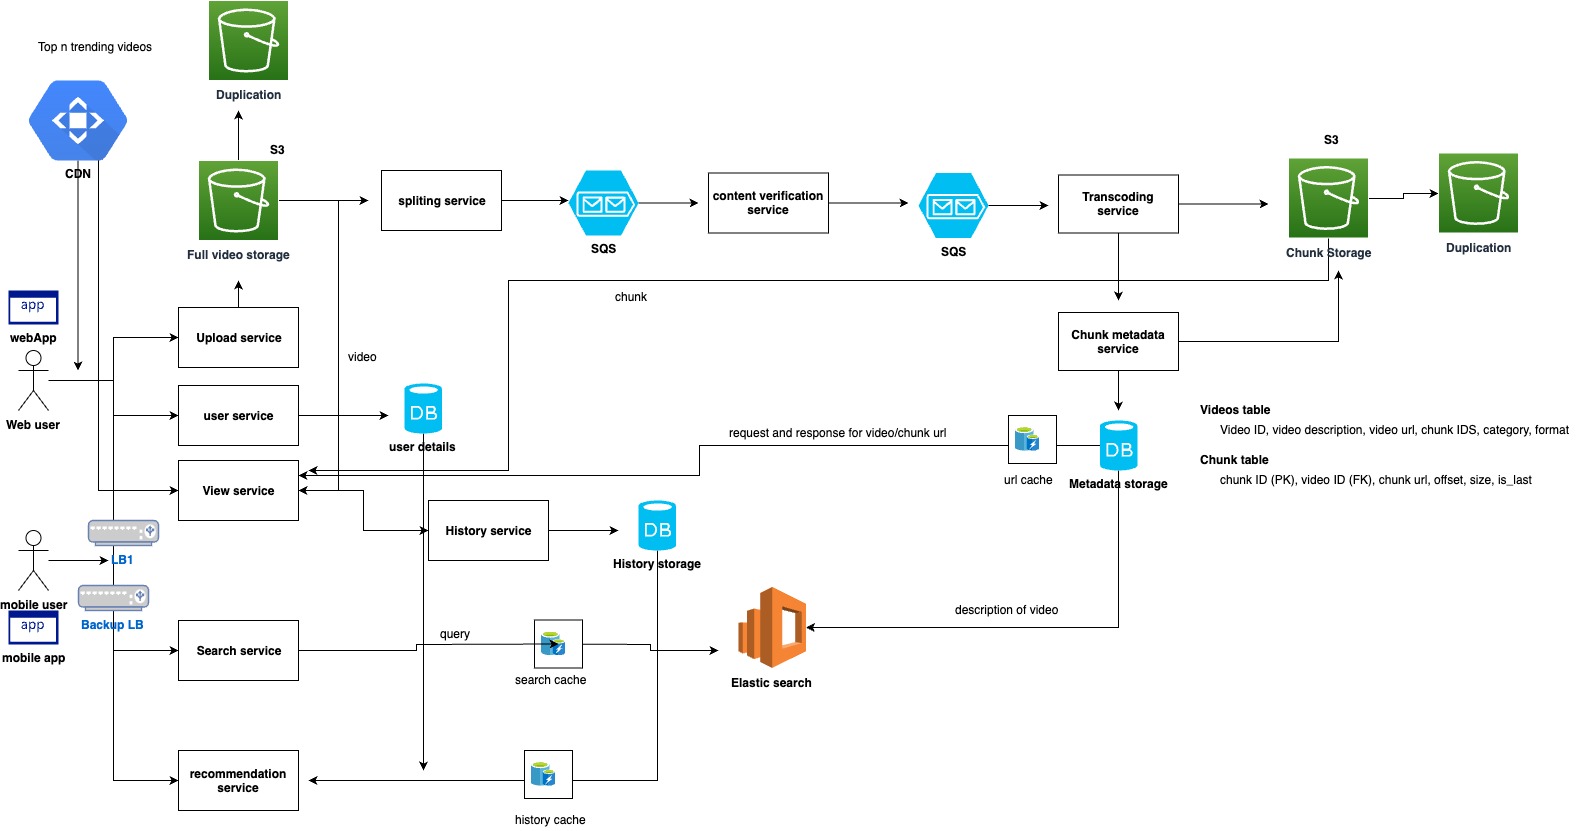 Top n trending videos
Duplication
S3
S3
CDN
spliting service
content verification
service
Transcoding
service
SQS
SQS
Full video storage
Chunk Storage
Duplication
app
webApp
chunk
Upload service
Chunk metadata
service
video
Web user
user service
DB
user details
request and response for video/chunk url
url cache
DB
Metadata storage
Videos table
Video ID, video description, video url, chunk IDS, category, format
Chunk table
chunk ID (PK), video ID (FK), chunk url, offset, size, is_last
View service
History service
DB
History storage
LB1
mobile user
app
mobile app
Backup LB
Search service
query
search cache
Elastic search
description of video
recommendation
service
history cache